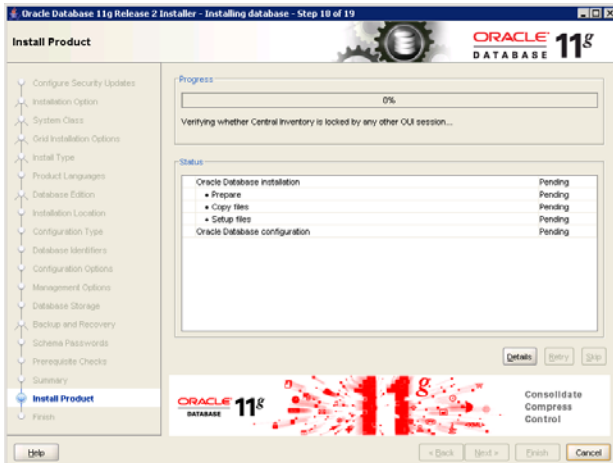 Oracle Database 11g Release 2 Installer - Installing database - Step 18 of 19
Install Product
ORACLE
DATABASE 11g
Configure Security Updates
Installation Option
System Class
Grid Installation Options
Install Type
Product Languages
Database Edition
Installation Location
Configuration Type
Database Identifiers
Configuration Options
Management Options
Database Storage
Backup and Recovery
Schema Passwords
Prerequisite Checks
Summary
Install Product
Finish
Progress
0%
Verifying whether Central Inventory is locked by any other OUI session...
Status
Oracle Database installation Pending
• Prepare Pending
• Copy files Pending
• Setup files Pending
Oracle Database configuration Pending
Details Retry Skip
ORACLE
DATABASE 11g
11g
Consolidate
Compress
Control
Help < Back Next > Finish Cancel